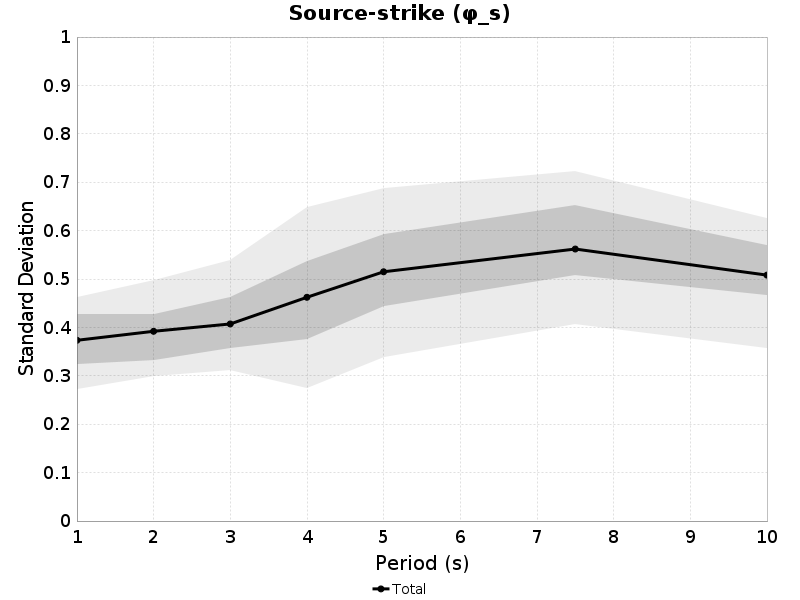 Source-strike (φ_s)
1
0.9
0.8
0.7
0.6
0.5
0.4
0.3
0.2
0.1
0
Standard Deviation
1 2 3 4 5 6 7 8 9 10
Period (s)
Total